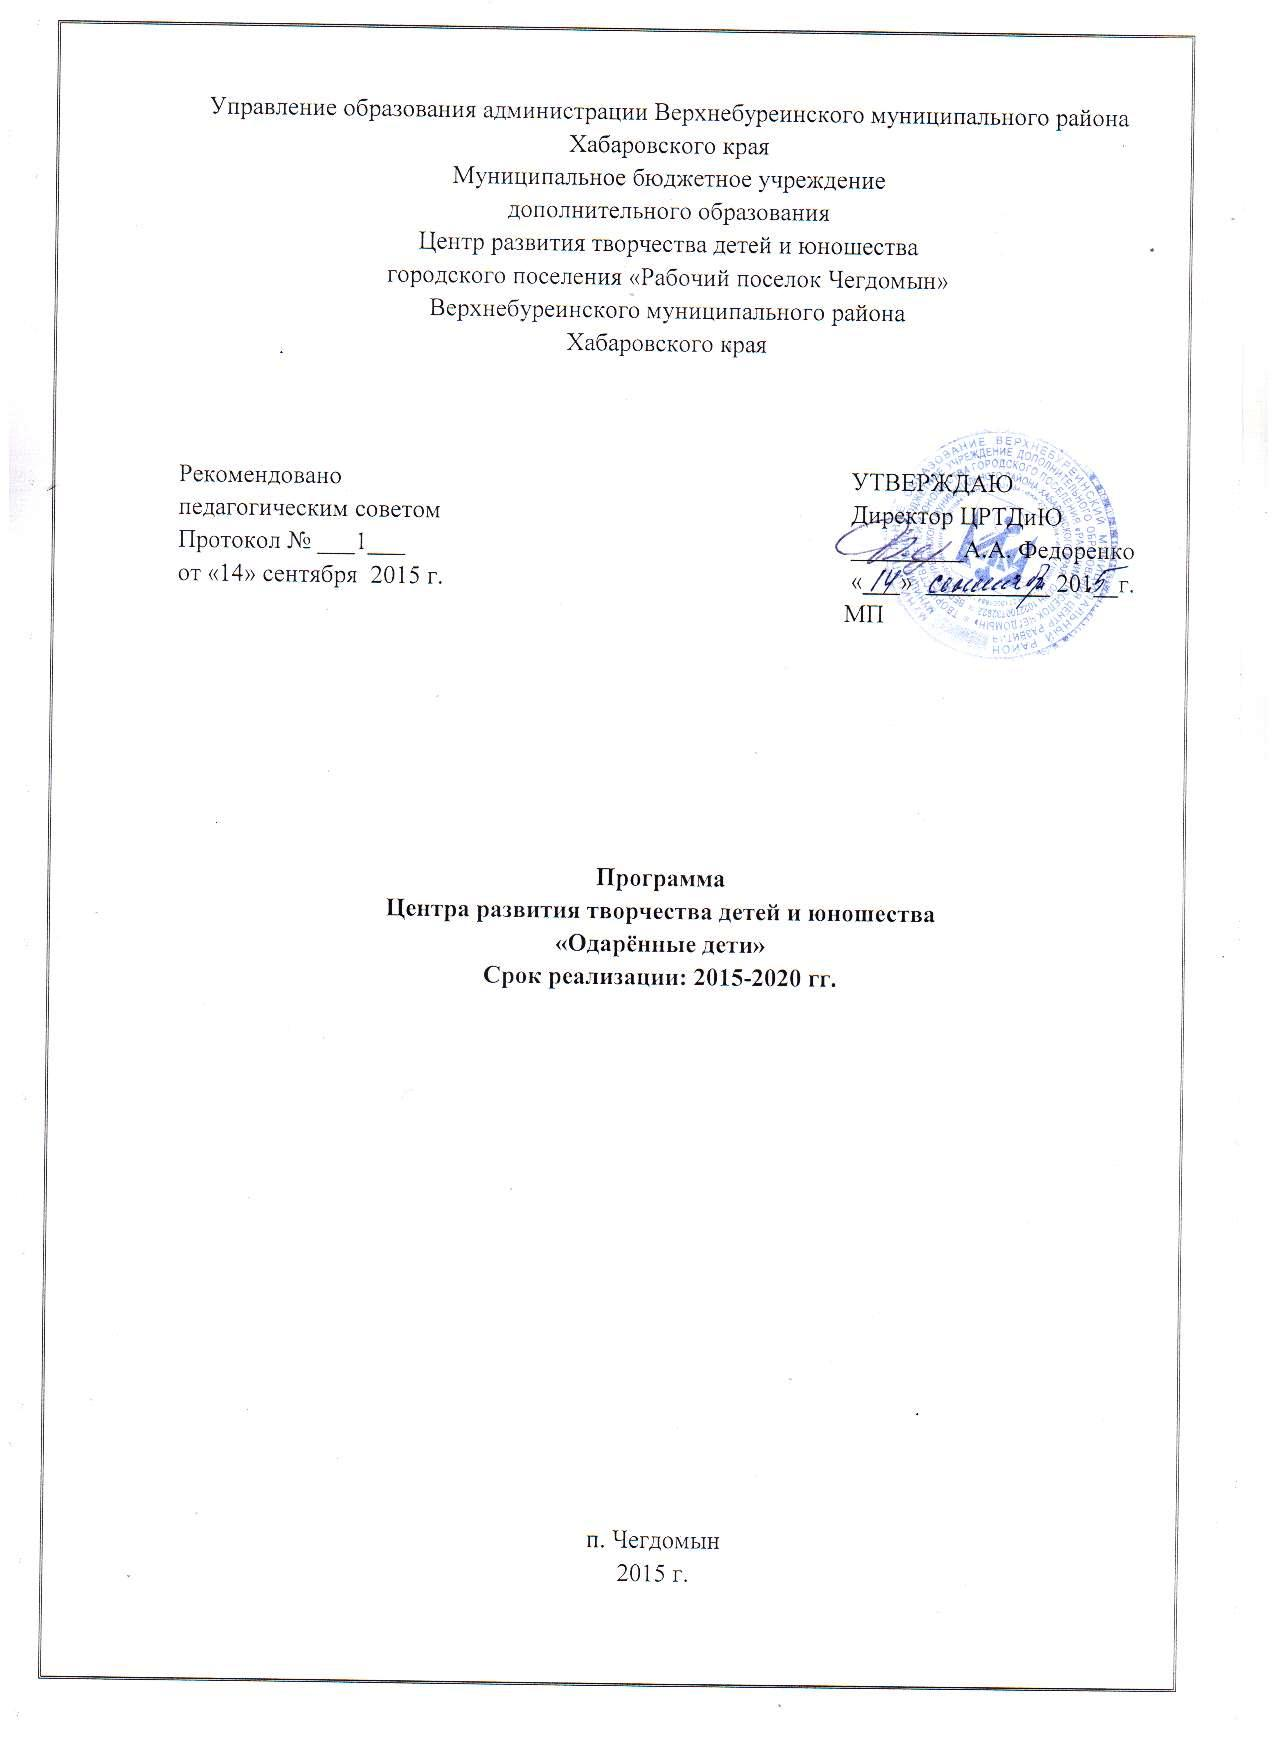 Управление образования администрации Верхнебуреинского муниципального района
Хабаровского края
Муниципальное бюджетное учреждение
дополнительного образования
Центр развития творчества детей и юношества
городского поселения «Рабочий поселок Чегдомын»
Верхнебуреинского муниципального района
Хабаровского края
Рекомендовано
педагогическим советом
Протокол № ___1___
от «14» сентября 2015 г.
УТВЕРЖДАЮ
Директор ЦРТДиЮ
_________А.А. Федоренко
«14» сентября 2015 г.
МП
Программа
Центра развития творчества детей и юношества
«Одарённые дети»
Срок реализации: 2015-2020 гг.
п. Чегдомын
2015 г.